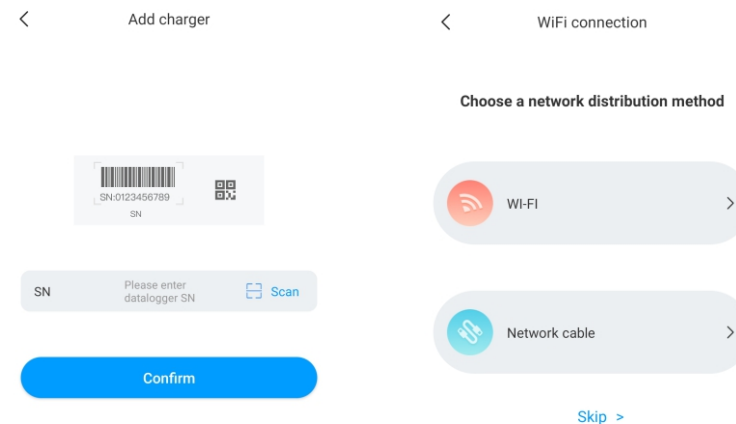 Add charger
SN:0123456789
SN
SN
Please enter
datalogger SN
Scan
Confirm
WiFi connection
Choose a network distribution method
WI-FI
Network cable
Skip >